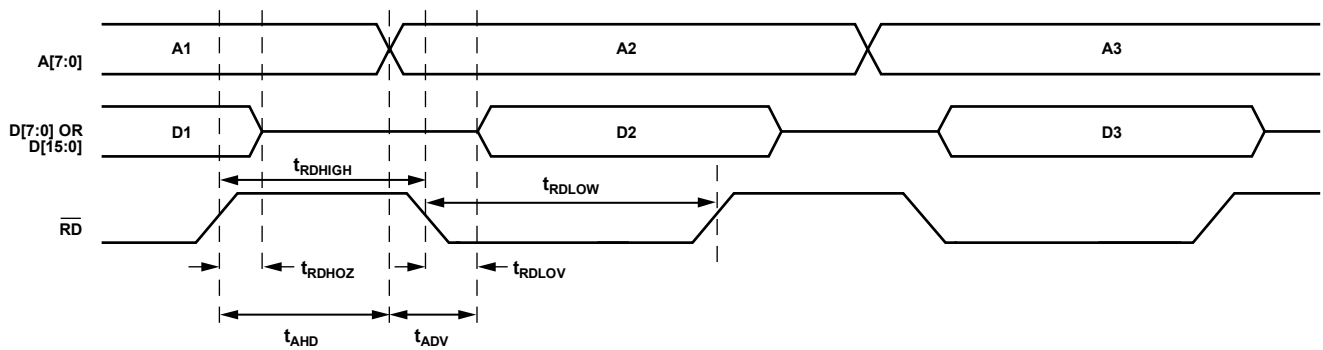 A[7:0]
A1
A2
A3
D[7:0] OR
D[15:0]
D1
D2
D3
tRDHIGH
tRDLOW
RD
tRDHOZ
tRDLOV
tAHD
tADV